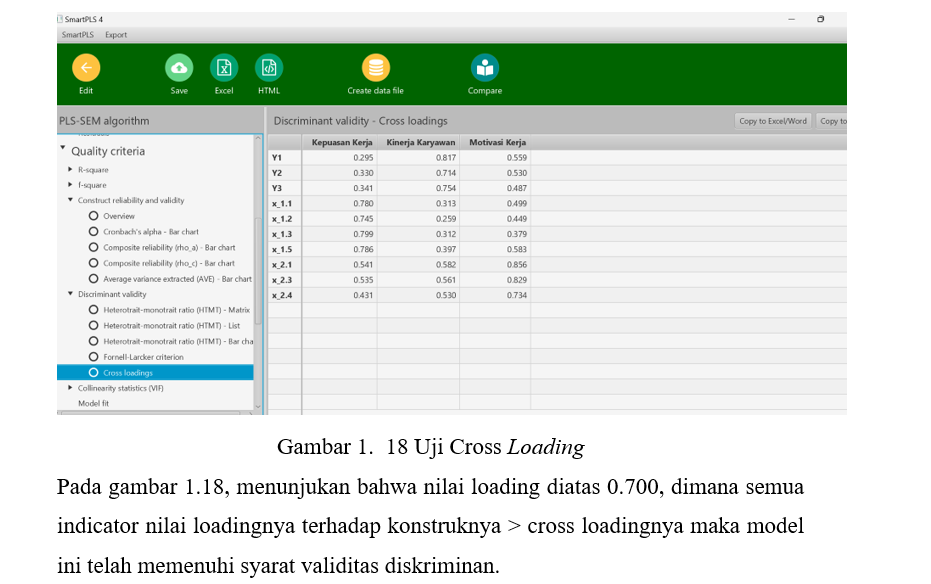 SmartPLS 4
SmartPLS Export
Edit Save Excel HTML Create data file Compare
PLS-SEM algorithm
Quality criteria
R-square
f-square
Construct reliability and validity
Overview
Cronbach's alpha - Bar chart
Composite reliability (rho_a) - Bar chart
Composite reliability (rho_c) - Bar chart
Average variance extracted (AVE) - Bar chart
Discriminant validity
Heterotrait-monotrait ratio (HTMT) - Matrix
Heterotrait-monotrait ratio (HTMT) - List
Heterotrait-monotrait ratio (HTMT) - Bar cha
Fornell-Larcker criterion
Cross loadings
Collinearity statistics (VIF)
Model fit
Discriminant validity - Cross loadings Copy to Excel/Word Copy to
Kepuasan Kerja Kinerja Karyawan Motivasi Kerja
Y1 0.295 0.817 0.559
Y2 0.330 0.714 0.530
Y3 0.341 0.754 0.487
x_1.1 0.780 0.313 0.499
x_1.2 0.745 0.259 0.449
x_1.3 0.799 0.312 0.379
x_1.5 0.786 0.397 0.583
x_2.1 0.541 0.582 0.856
x_2.3 0.535 0.561 0.829
x_2.4 0.431 0.530 0.734
Gambar 1. 18 Uji Cross Loading
Pada gambar 1.18, menunjukan bahwa nilai loading diatas 0.700, dimana semua
indicator nilai loadingnya terhadap konstruknya > cross loadingnya maka model
ini telah memenuhi syarat validitas diskriminan.